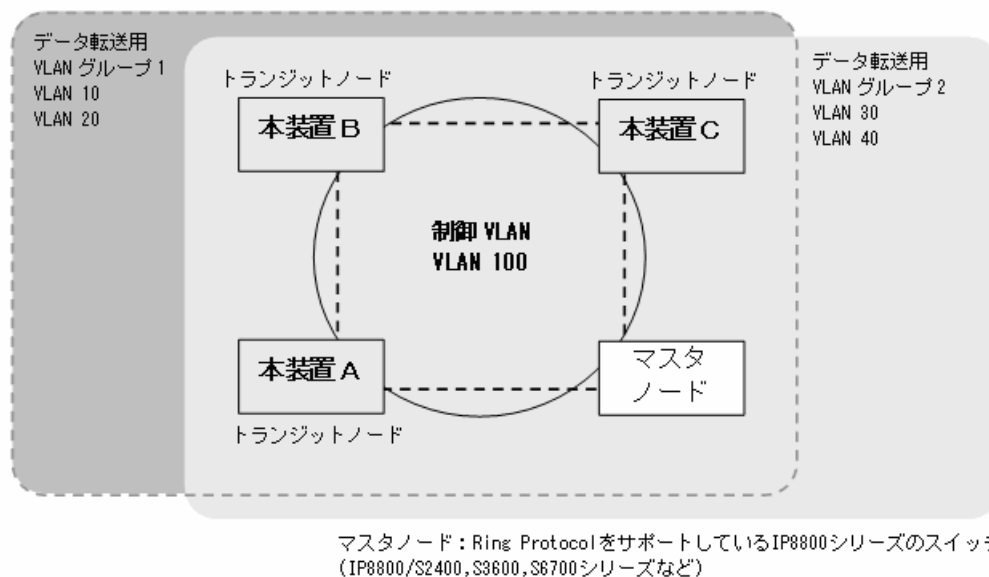 データ転送用
VLAN グループ 1
VLAN 10
VLAN 20
データ転送用
VLAN グループ 2
VLAN 30
VLAN 40
トランジットノード
本装置B
トランジットノード
本装置C
制御 VLAN
VLAN 100
本装置A
トランジットノード
マスタ
ノード
マスタノード：Ring ProtocolをサポートしているIP8800シリーズのスイッチ
(IP8800/S2400,S3600,S6700シリーズなど)